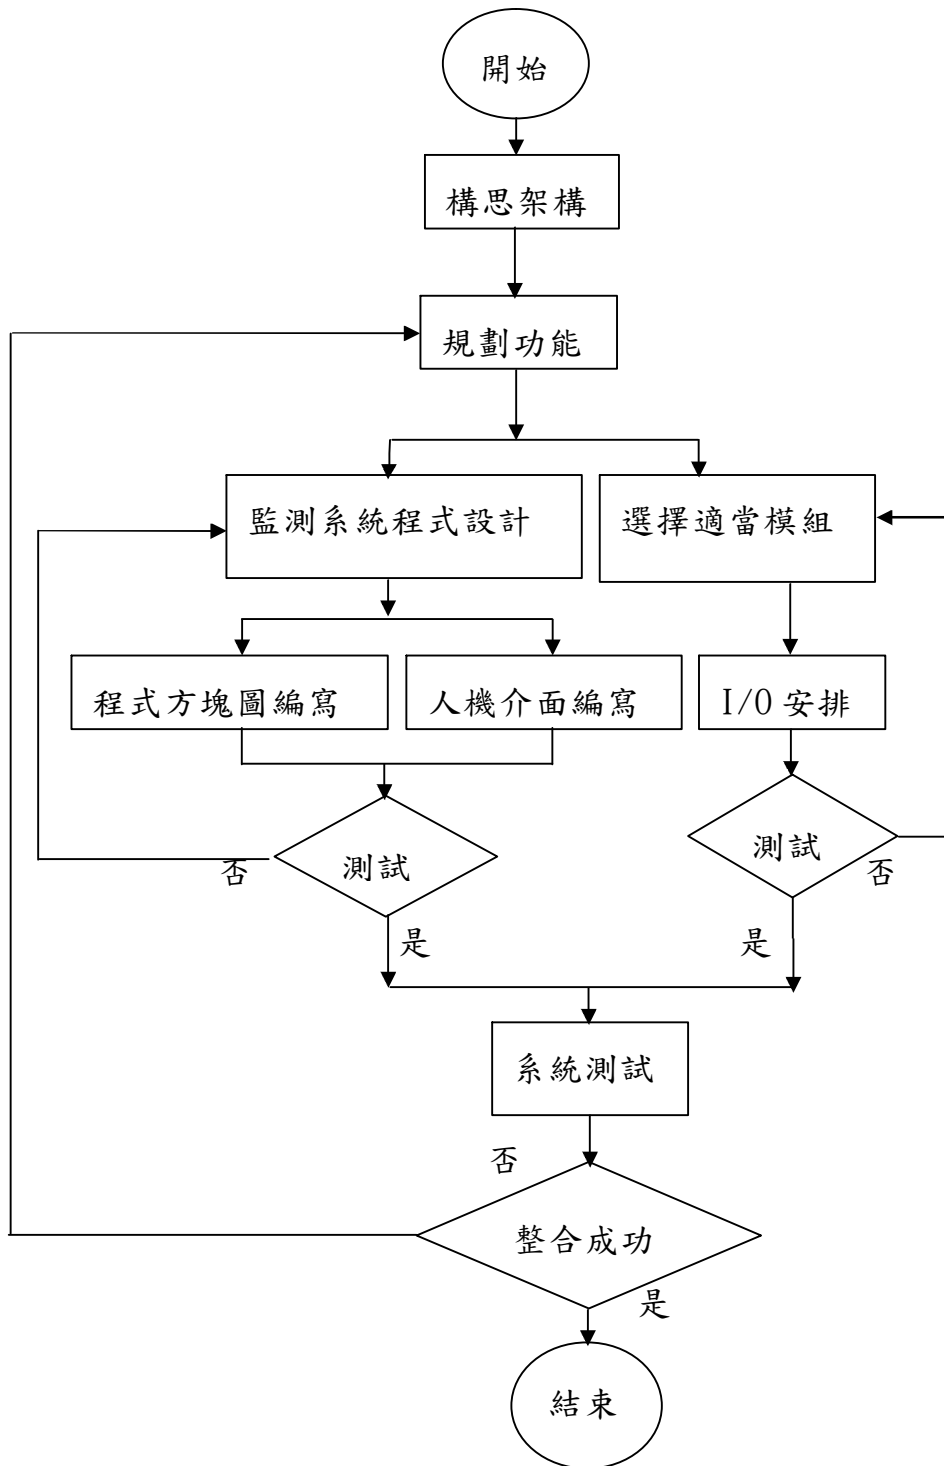 開始
構思架構
規劃功能
監測系統程式設計
選擇適當模組
程式方塊圖編寫
人機介面編寫
I/O 安排
測試
否
測試
否
是
是
系統測試
否
整合成功
是
結束